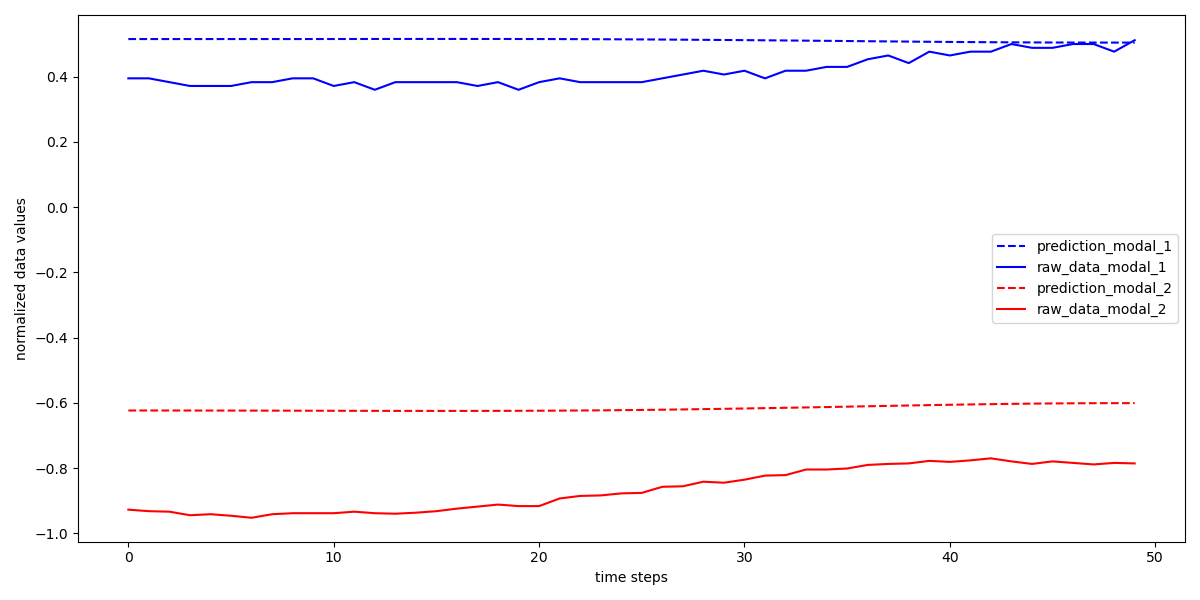 0.4
0.2
0.0
−0.2
−0.4
−0.6
−0.8
−1.0
normalized data values
prediction_modal_1
raw_data_modal_1
prediction_modal_2
raw_data_modal_2
0 10 20 30 40 50
time steps